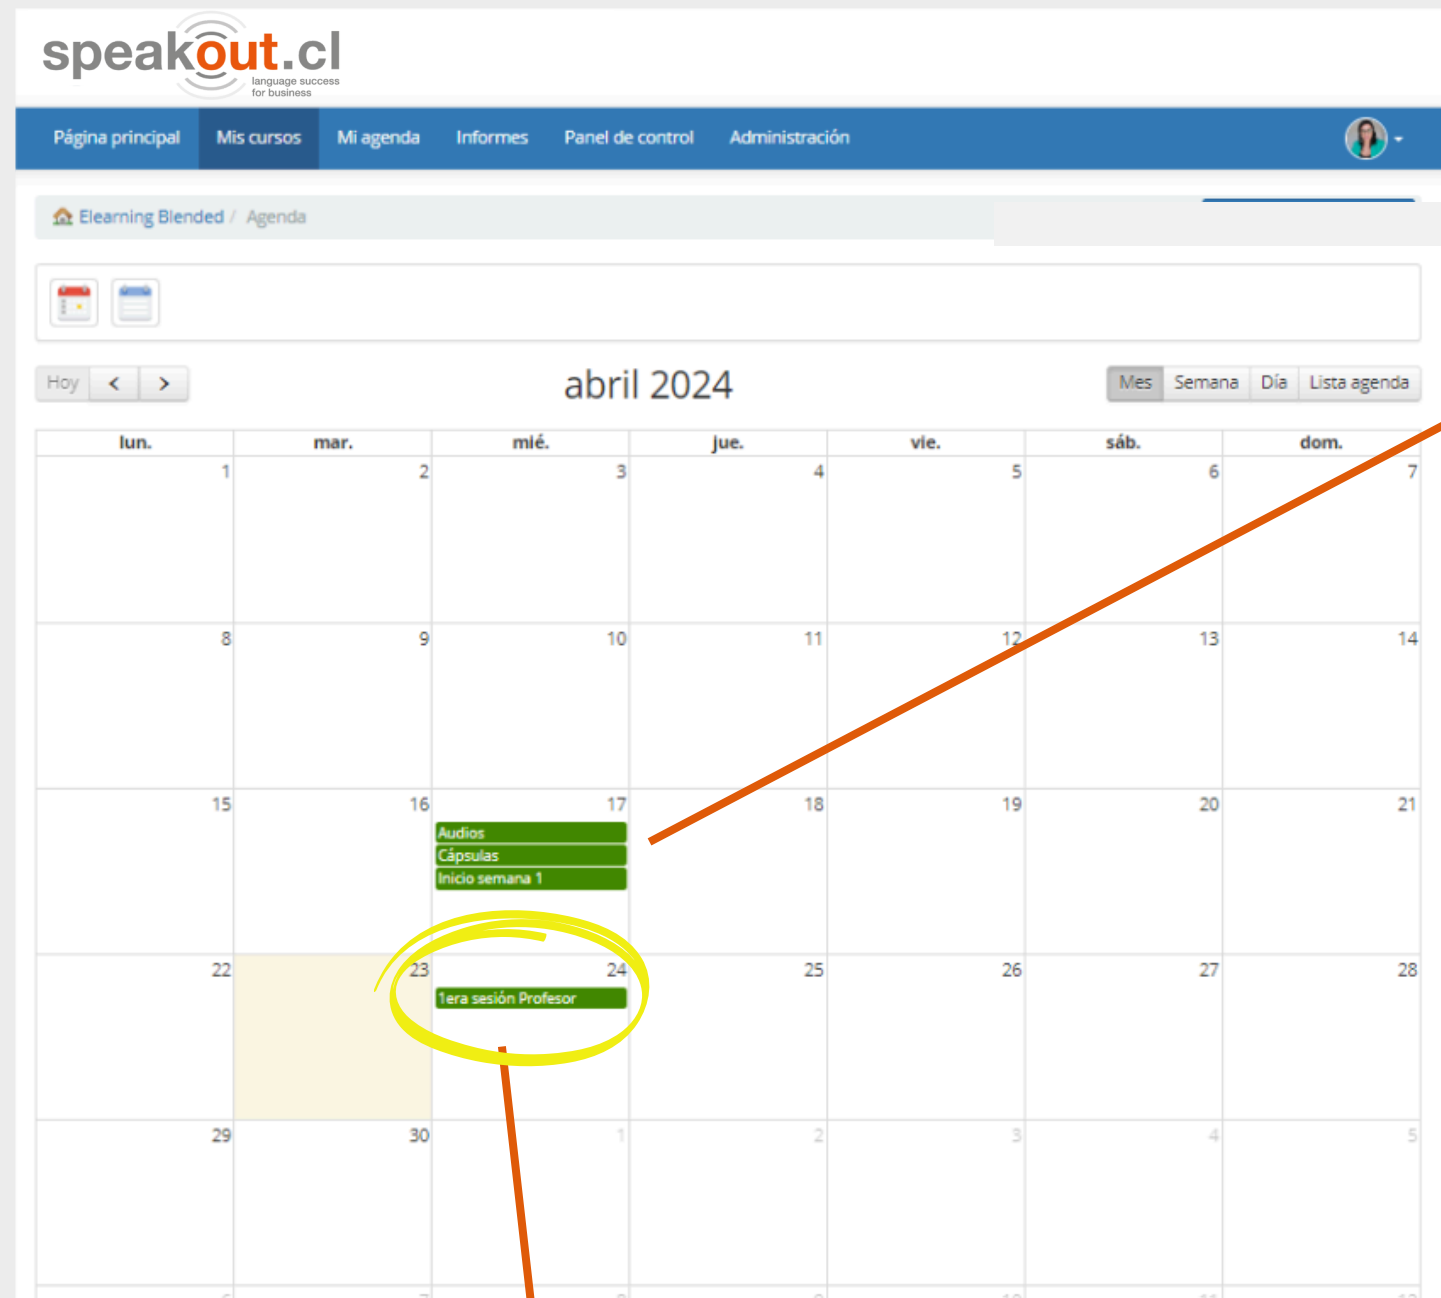 speakout.cl
language success
for business
Página principal Mis cursos Mi agenda Informes Panel de control Administración
Elearning Blended / Agenda
Hoy < > abril 2024 Mes Semana Día Lista agenda
lun. mar. mié. jue. vie. sáb. dom.
1 2 3 4 5 6 7
8 9 10 11 12 13 14
15 16 17 18 19 20 21
Audios
Cápsulas
Inicio semana 1
22 23 24 25 26 27 28
1era sesión Profesor
29 30 1 2 3 4 5